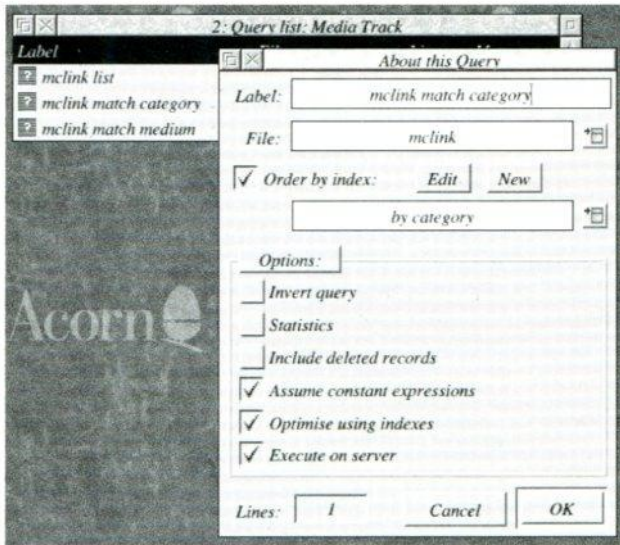 2: Query list: Media Track
Label
mclink list
mclink match category
mclink match medium
About this Query
Label: mclink match category
File: mclink
Order by index: Edit New
by category
Options:
Invert query
Statistics
Include deleted records
Assume constant expressions
Optimise using indexes
Execute on server
Lines: 1 Cancel OK
Acorn